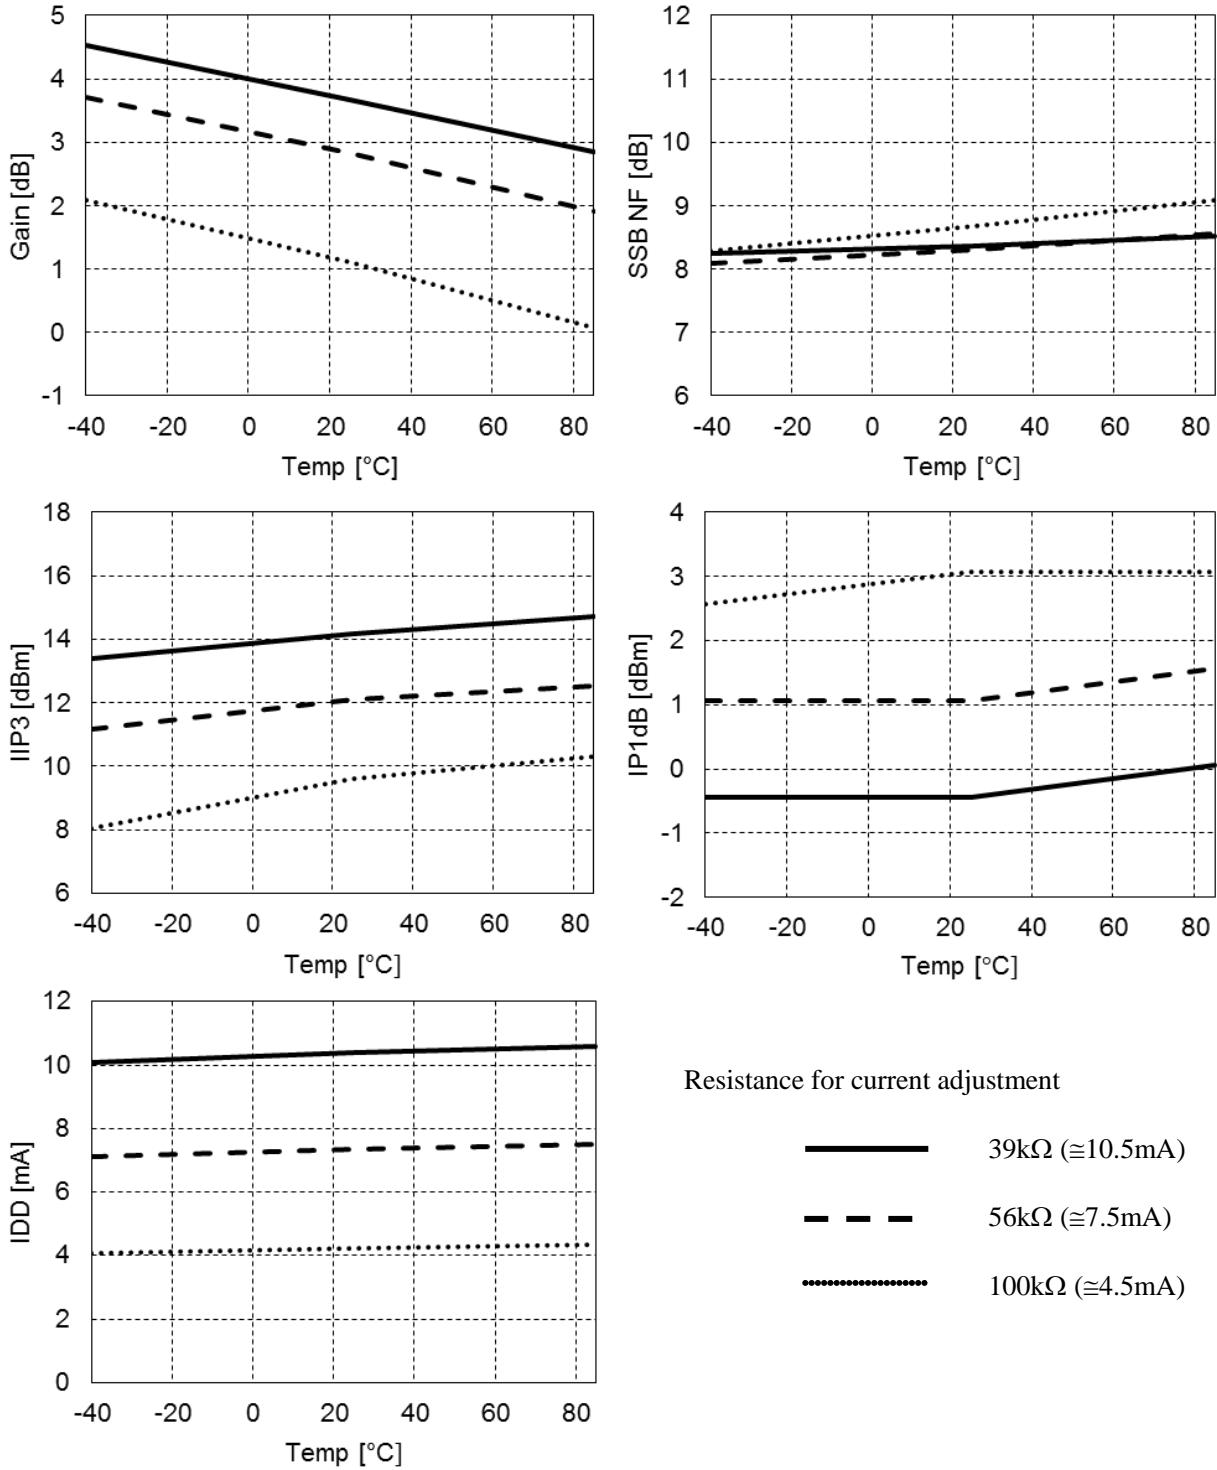 Gain [dB]
5
4
3
2
1
0
-1
-40 -20 0 20 40 60 80
Temp [°C]
SSB NF [dB]
12
11
10
9
8
7
6
-40 -20 0 20 40 60 80
Temp [°C]
IIP3 [dBm]
18
16
14
12
10
8
6
-40 -20 0 20 40 60 80
Temp [°C]
IP1dB [dBm]
4
3
2
1
0
-1
-2
-40 -20 0 20 40 60 80
Temp [°C]
IDD [mA]
12
10
8
6
4
2
0
-40 -20 0 20 40 60 80
Temp [°C]
Resistance for current adjustment
39kΩ (≅10.5mA)
56kΩ (≅7.5mA)
100kΩ (≅4.5mA)